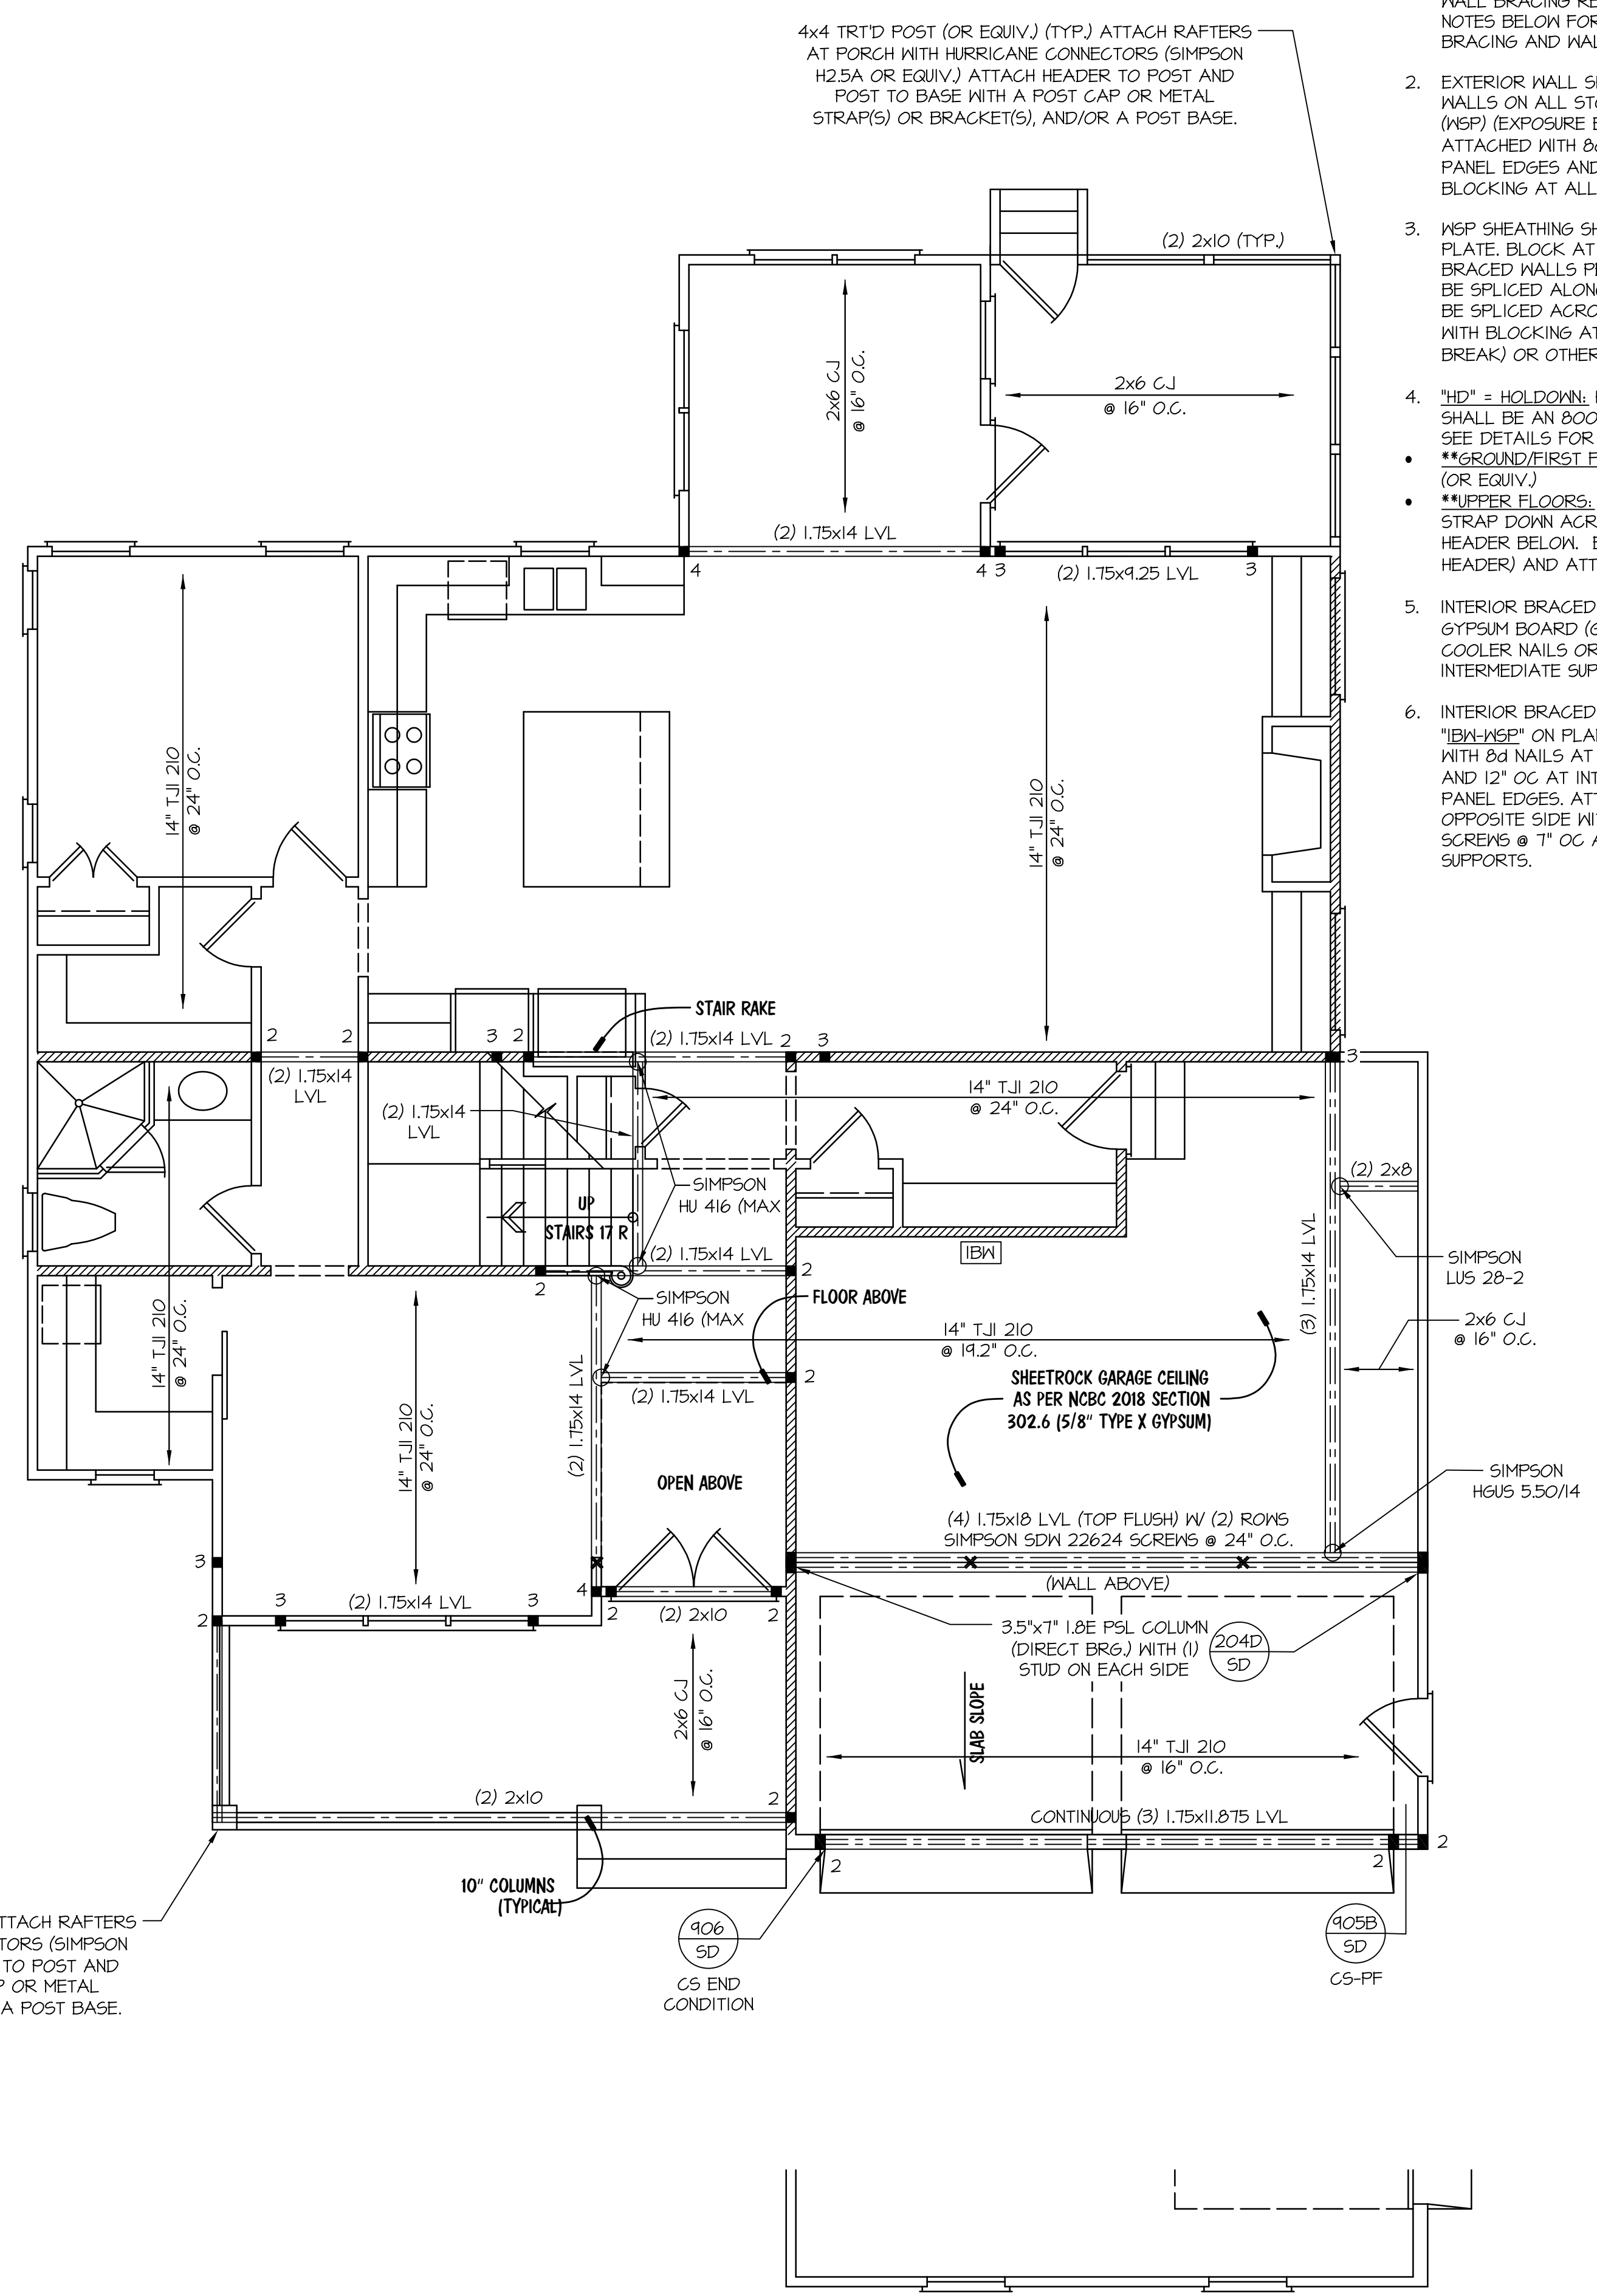 4x4 TRT'D POST (OR EQUIV.) (TYP.) ATTACH RAFTERS
AT PORCH WITH HURRICANE CONNECTORS (SIMPSON
H2.5A OR EQUIV.) ATTACH HEADER TO POST AND
POST TO BASE WITH A POST CAP OR METAL
STRAP(S) OR BRACKET(S), AND/OR A POST BASE.
WALL BRACING
NOTES BELOW FOR
BRACING AND
2. EXTERIOR WALL
WALLS ON ALL
(WSP) (EXPOSURE
ATTACHED WITH
PANEL EDGES AND
BLOCKING AT ALL
3. WSP SHEATHING
PLATE. BLOCK AT
BRACED WALLS
BE SPLICED
BE SPLICED
WITH BLOCKING
BREAK) OR
4. "HD" = HOLDOWN:
SHALL BE AN
SEE DETAILS FOR
• **GROUND/FIRST
(OR EQUIV.)
• **UPPER FLOORS:
STRAP DOWN
HEADER BELOW.
HEADER) AND
5. INTERIOR BRACED
GYPSUM BOARD
COOLER NAILS OR
INTERMEDIATE
6. INTERIOR BRACED
"IBW-WSP" ON
WITH 8d NAILS AT
AND 12" OC AT
PANEL EDGES.
OPPOSITE SIDE
SCREWS @ 7" OC
SUPPORTS.
(2) 2x10 (TYP.)
2x6 CJ
@ 16" O.C.
2x6 CJ
@ 16" O.C.
(2) 1.75x14 LVL
4
4 3
(2) 1.75x9.25 LVL
3
14" TJI 210
@ 24" O.C.
14" TJI 210
@ 24" O.C.
STAIR RAKE
2
2
3
2
(2) 1.75x14 LVL
2
3
3
(2) 1.75x14
LVL
(2) 1.75x14
LVL
14" TJI 210
@ 24" O.C.
SIMPSON
HU 416 (MAX
(2) 2x8
UP
STAIRS 17 R
(2) 1.75x14 LVL
2
2
IBW
(3) 1.75x14 LVL
SIMPSON
LUS 28-2
SIMPSON
HU 416 (MAX
FLOOR ABOVE
14" TJI 210
@ 24" O.C.
14" TJI 210
@ 19.2" O.C.
2x6 CJ
@ 16" O.C.
(2) 1.75x14 LVL
2
(2) 1.75x14 LVL
14" TJI 210
@ 24" O.C.
SHEETROCK GARAGE CEILING
AS PER NCBC 2018 SECTION
302.6 (5/8" TYPE X GYPSUM)
OPEN ABOVE
SIMPSON
HGUS 5.50/14
(4) 1.75x18 LVL (TOP FLUSH) W/ (2) ROWS
SIMPSON SDW 22624 SCREWS @ 24" O.C.
3
(WALL ABOVE)
4
3
(2) 1.75x14 LVL
3
2
2
(2) 2x10
2
3.5"x7" 1.8E PSL COLUMN
(DIRECT BRG.) WITH (1)
STUD ON EACH SIDE
204D
SD
2x6 CJ
@ 16" O.C.
SLAB SLOPE
14" TJI 210
@ 16" O.C.
(2) 2x10
2
CONTINUOUS (3) 1.75x11.875 LVL
2
2
2
10" COLUMNS
(TYPICAL)
906
SD
CS END
CONDITION
905B
SD
CS-PF
ATTACH RAFTERS
(SIMPSON
TO POST AND
OR METAL
A POST BASE.